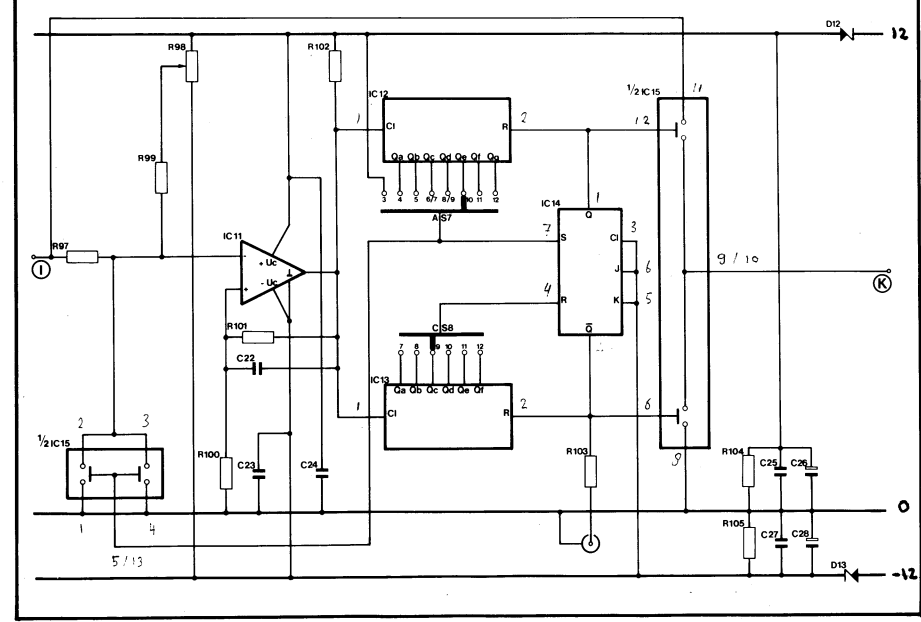 D12
12
R98
R102
IC12
1/2 IC15
11
1
CI
R
2
12
Qa Qb Qc Qd Qe Qf Qg
R99
3 4 5 6/7 8/9 10 11 12
A S7
1
IC14
Q
R97
IC11
7
S
CI
3
I
-
+ Uc
⊥
- Uc
+
J
6
9/10
K
4
R
K
5
C S8
Q̅
R101
7 8 9 10 11 12
C22
IC13
Qa Qb Qc Qd Qe Qf
1
CI
R
2
6
2
3
1/2 IC15
9
R100
C23
C24
R103
R104
C25
C26
0
1
4
R105
C27
C28
5/13
D13
-12